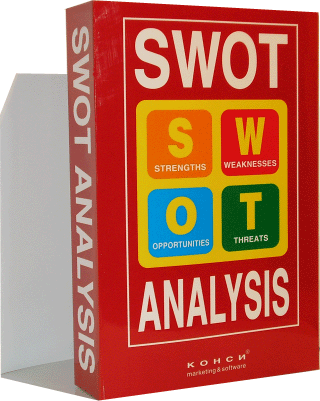 SWOT ANALYSIS
SWOT
S
STRENGTHS
W
WEAKNESSES
O
OPPORTUNITIES
T
THREATS
ANALYSIS
КОНСИ®
marketing & software